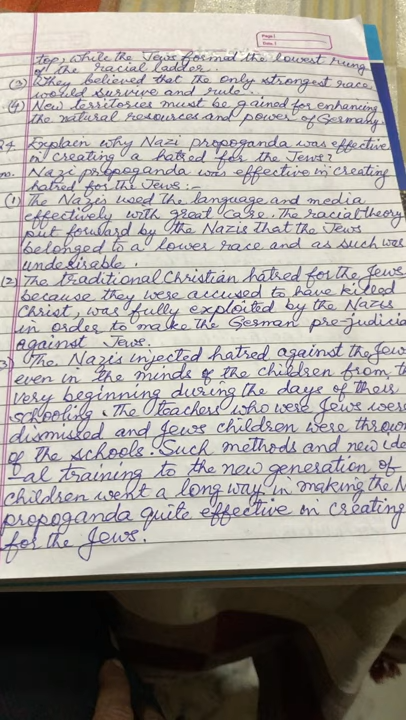 Page:
Date:
top, while the Jews formed the lowest rung
of the racial ladder.
(3) They believed that the only strongest race
would survive and rule.
(4) New territories must be gained for enhancing
the natural resources and power of Germany.
Explain why Nazi propoganda was effective
in creating a hatred for the Jews?
Nazi propoganda was effective in creating
hatred for the Jews:-
(1) The Nazis used the language and media
effectively with great care. The racial theory
put forward by the Nazis that the Jews
belonged to a lower race and as such was
undesirable.
(2) The traditional Christian hatred for the Jews,
because they were accused to have killed
Christ, was fully exploited by the Nazis
in order to make the German pre-judicia
against Jews.
The Nazis injected hatred against the Jew
even in the minds of the children from t
very beginning during the days of their
schooling. The teachers who were Jews were
dismissed and Jews children were thrown
of the schools. Such methods and new ide
-al training to the new generation of
children went a long way in making the N
propoganda quite effective in creating
for the Jews.